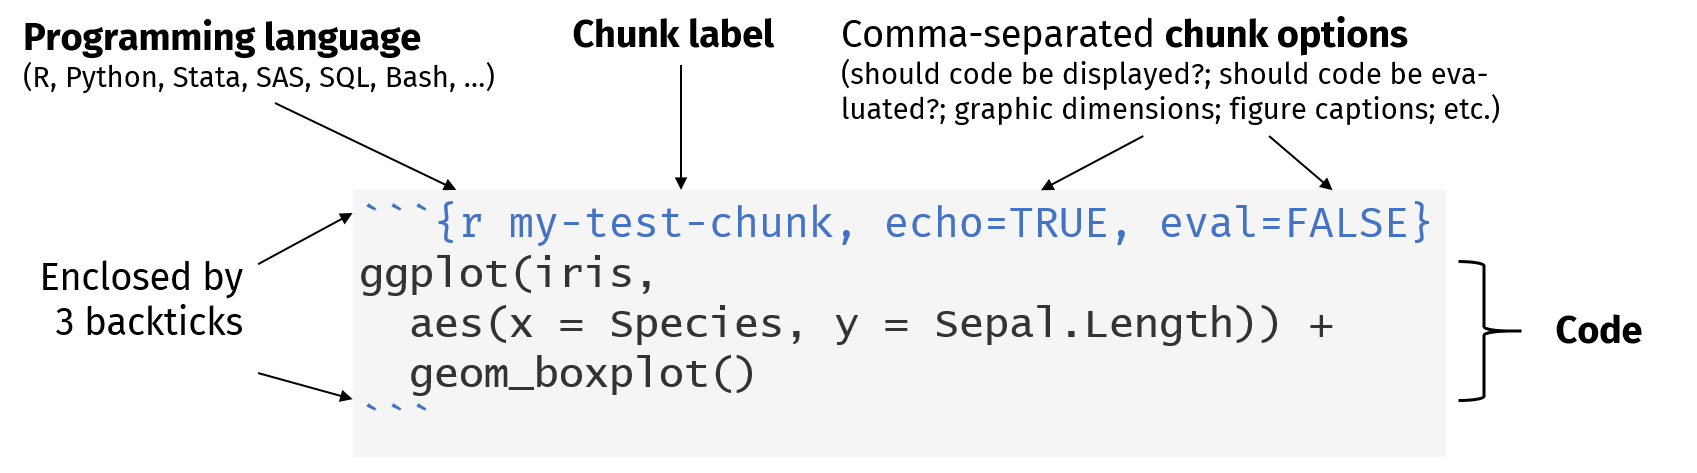 Programming language
(R, Python, Stata, SAS, SQL, Bash, ...)
Chunk label
Comma-separated chunk options
(should code be displayed?; should code be eva-
luated?; graphic dimensions; figure captions; etc.)
Enclosed by
3 backticks
```{r my-test-chunk, echo=TRUE, eval=FALSE}
ggplot(iris,
  aes(x = Species, y = Sepal.Length)) +
  geom_boxplot()
```
Code